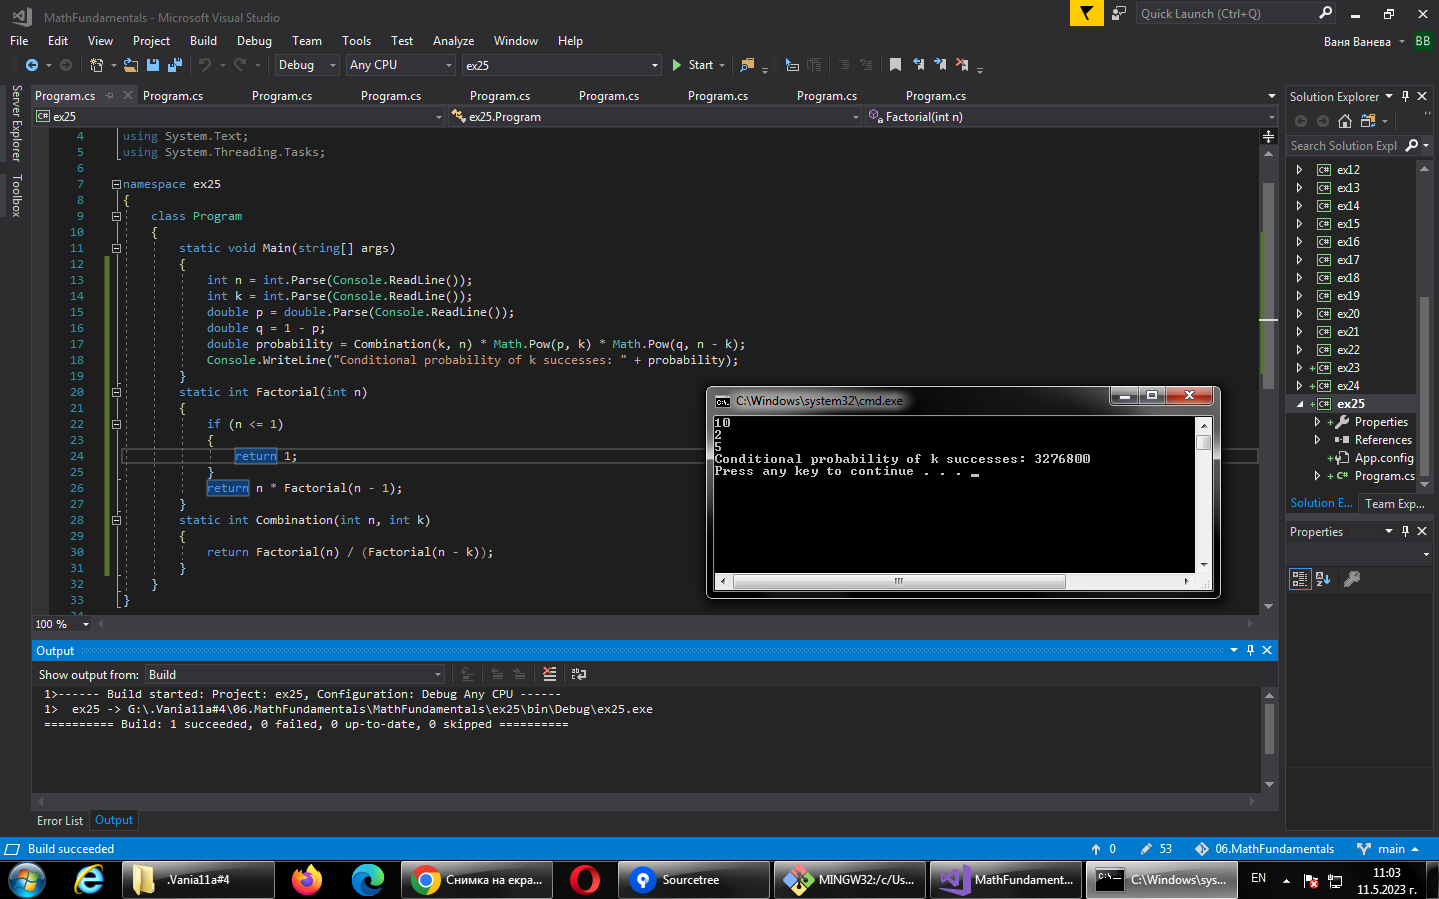 MathFundamentals - Microsoft Visual Studio
Quick Launch (Ctrl+Q)
File Edit View Project Build Debug Team Tools Test Analyze Window Help
Ваня Ванева BB
Debug Any CPU ex25 Start
Server Explorer
Toolbox
Program.cs Program.cs Program.cs Program.cs Program.cs Program.cs Program.cs Program.cs Program.cs
C# ex25 ex25.Program Factorial(int n)
4 using System.Text;
5 using System.Threading.Tasks;
6
7 namespace ex25
8 {
9 class Program
10 {
11 static void Main(string[] args)
12 {
13 int n = int.Parse(Console.ReadLine());
14 int k = int.Parse(Console.ReadLine());
15 double p = double.Parse(Console.ReadLine());
16 double q = 1 - p;
17 double probability = Combination(k, n) * Math.Pow(p, k) * Math.Pow(q, n - k);
18 Console.WriteLine("Conditional probability of k successes: " + probability);
19 }
20 static int Factorial(int n)
21 {
22 if (n <= 1)
23 {
24 return 1;
25 }
26 return n * Factorial(n - 1);
27 }
28 static int Combination(int n, int k)
29 {
30 return Factorial(n) / (Factorial(n - k));
31 }
32 }
33 }
100 %
C:\Windows\system32\cmd.exe
10
2
5
Conditional probability of k successes: 3276800
Press any key to continue . . .
Solution Explorer
Search Solution Expl
C# ex12
C# ex13
C# ex14
C# ex15
C# ex16
C# ex17
C# ex18
C# ex19
C# ex20
C# ex21
C# ex22
+ C# ex23
+ C# ex24
+ C# ex25
+ Properties
References
+ App.config
+ C# Program.cs
Solution E... Team Exp...
Properties
Output
Show output from: Build
1>------ Build started: Project: ex25, Configuration: Debug Any CPU ------
1> ex25 -> G:\.Vania11a#4\06.MathFundamentals\MathFundamentals\ex25\bin\Debug\ex25.exe
========== Build: 1 succeeded, 0 failed, 0 up-to-date, 0 skipped ==========
Error List Output
Build succeeded 0 53 06.MathFundamentals main
.Vania11a#4 Снимка на екра... Sourcetree MINGW32:/c/Us... MathFundament... C:\Windows\sys... EN 11:03
11.5.2023 г.